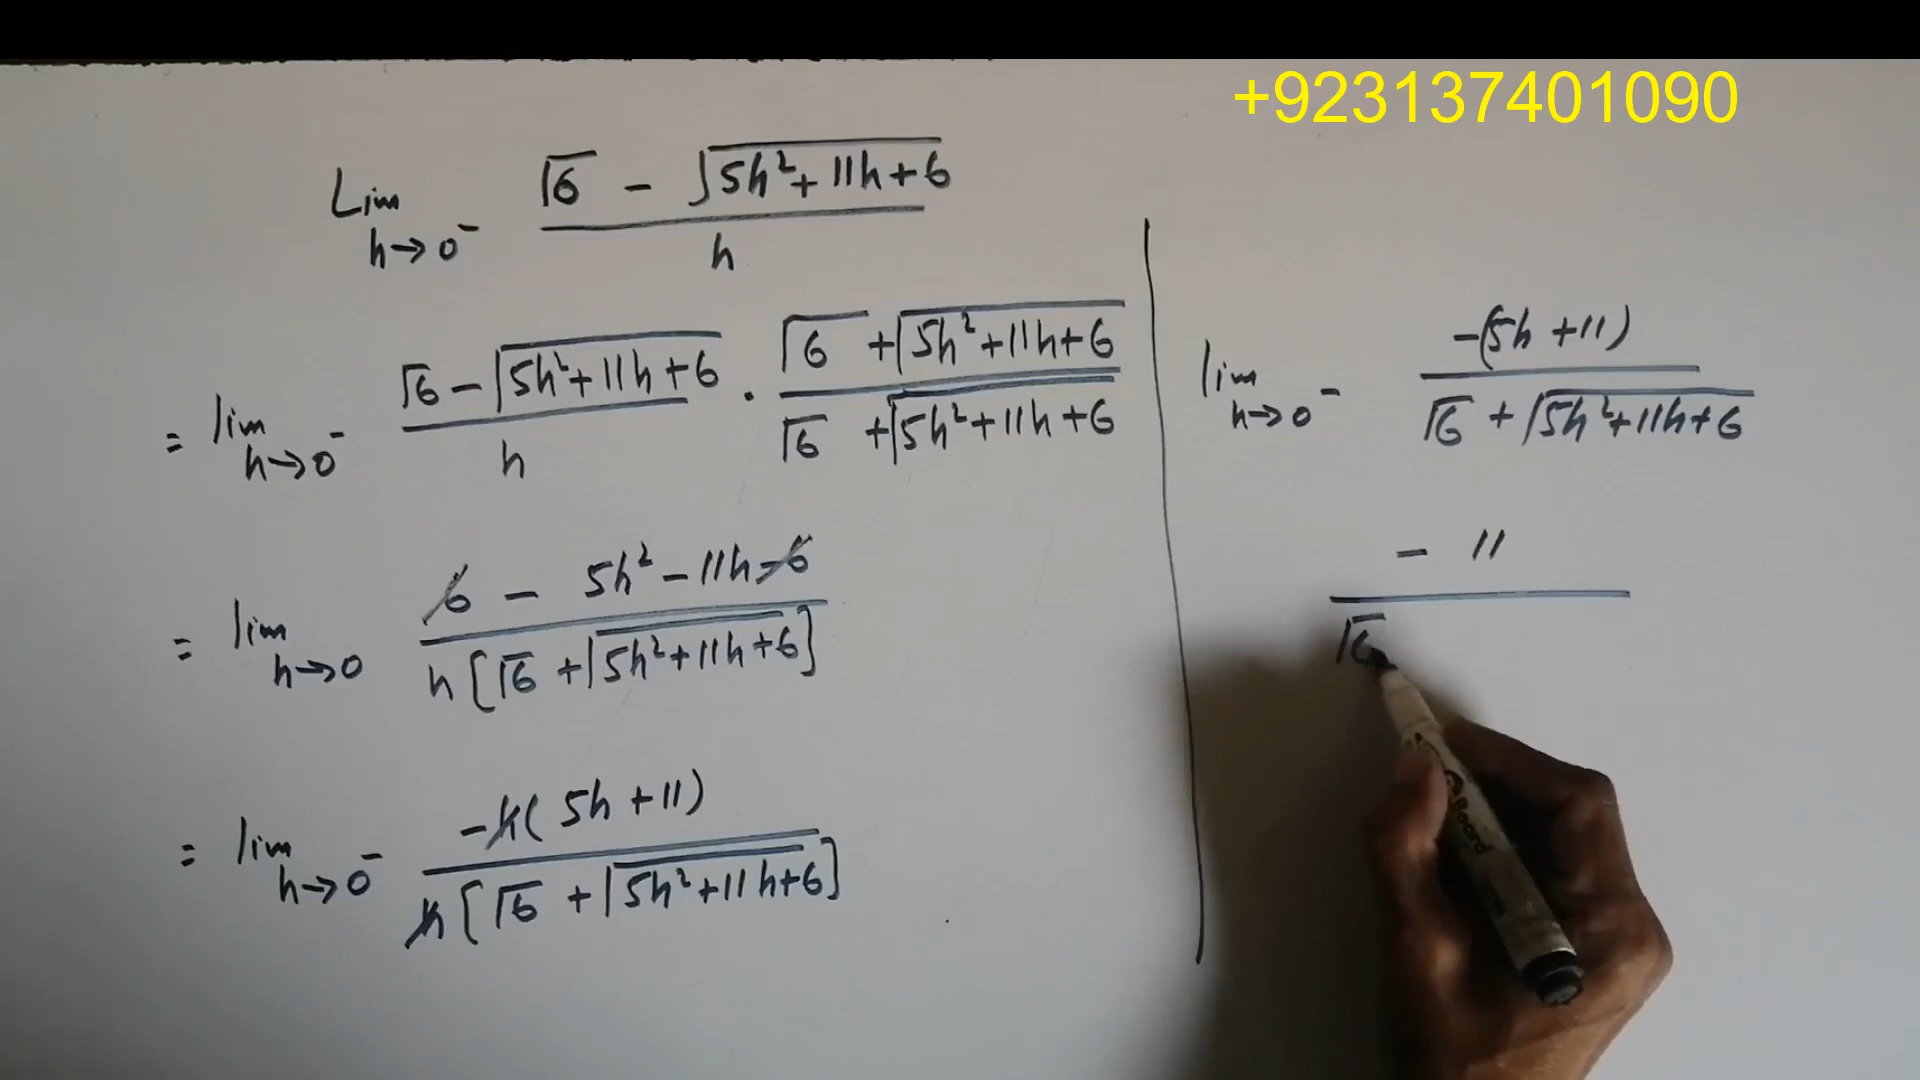 +923137401090
Lim h→0⁻ (√6 - √(5h²+11h+6)) / h
= lim h→0⁻ (√6 - √(5h²+11h+6)) / h · (√6 + √(5h²+11h+6)) / (√6 + √(5h²+11h+6))
= lim h→0 (6 - 5h² - 11h - 6) / (h[√6 + √(5h²+11h+6)])
= lim h→0⁻ -h(5h+11) / (h[√6 + √(5h²+11h+6)])
lim h→0⁻ -(5h+11) / (√6 + √(5h²+11h+6))
- 11
√6
Board